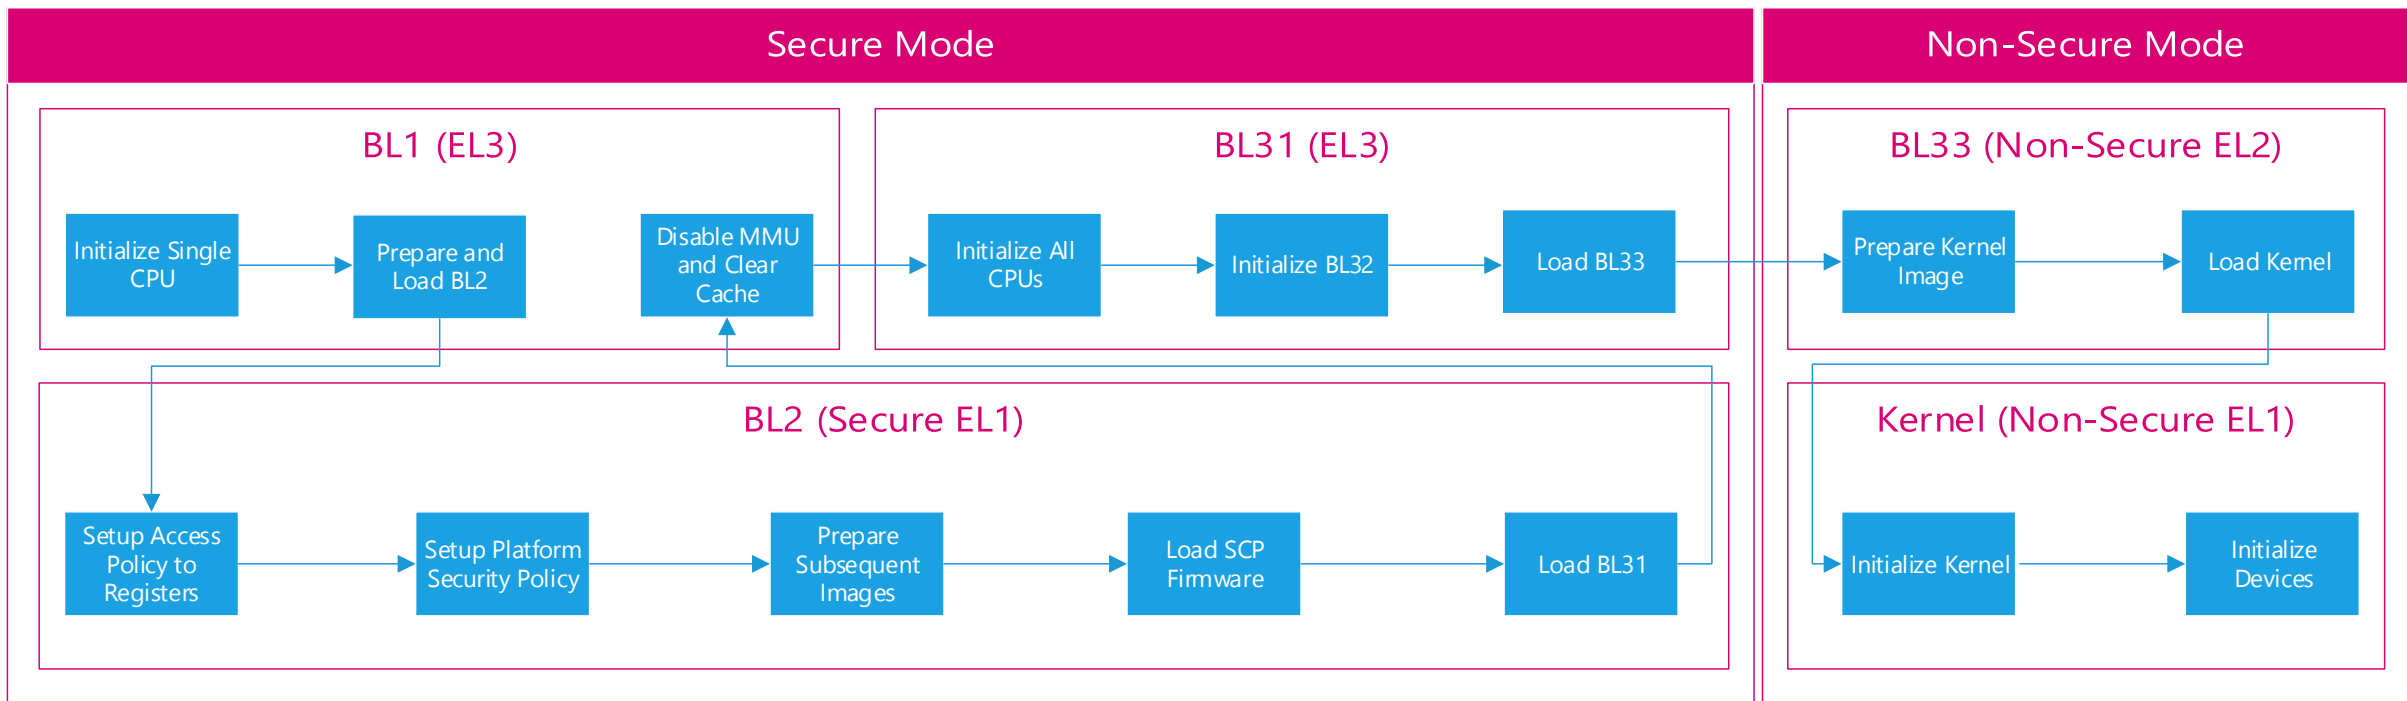 Secure Mode
Non-Secure Mode
BL1 (EL3)
Initialize Single
CPU
Prepare and
Load BL2
Disable MMU
and Clear
Cache
BL31 (EL3)
Initialize All
CPUs
Initialize BL32
Load BL33
BL33 (Non-Secure EL2)
Prepare Kernel
Image
Load Kernel
BL2 (Secure EL1)
Setup Access
Policy to
Registers
Setup Platform
Security Policy
Prepare
Subsequent
Images
Load SCP
Firmware
Load BL31
Kernel (Non-Secure EL1)
Initialize Kernel
Initialize
Devices